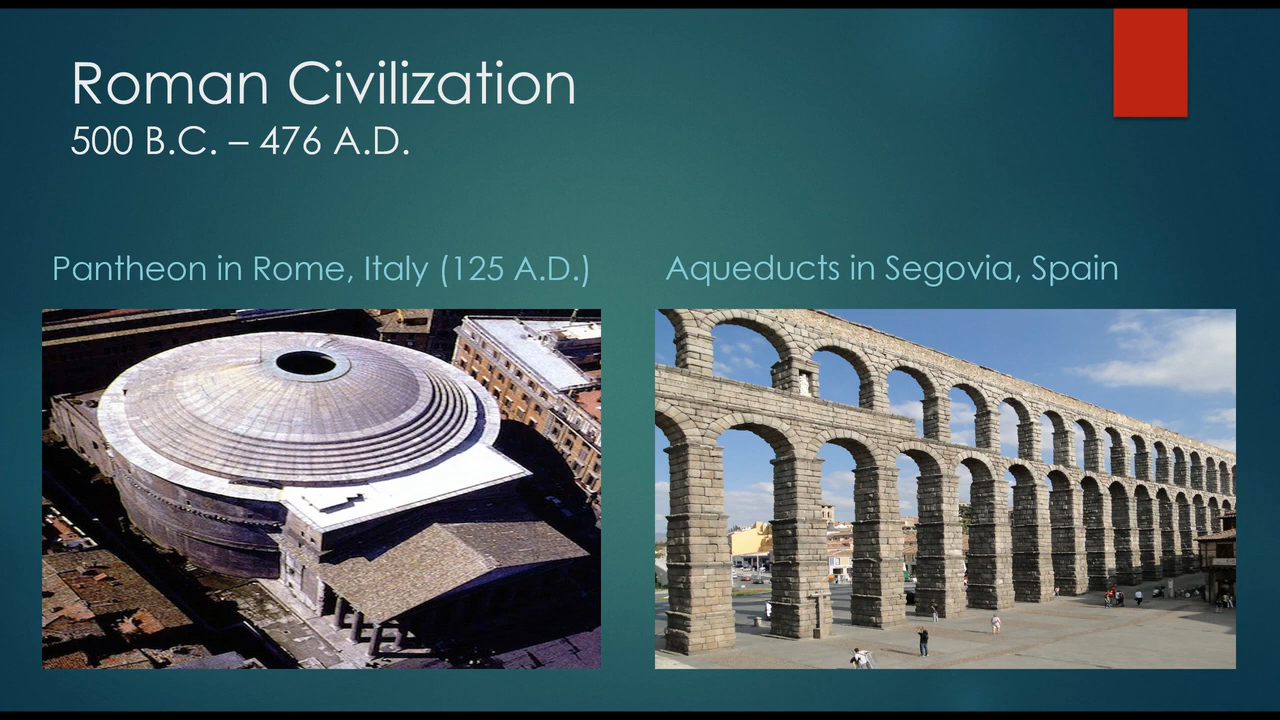 Roman Civilization
500 B.C. – 476 A.D.
Pantheon in Rome, Italy (125 A.D.)
Aqueducts in Segovia, Spain